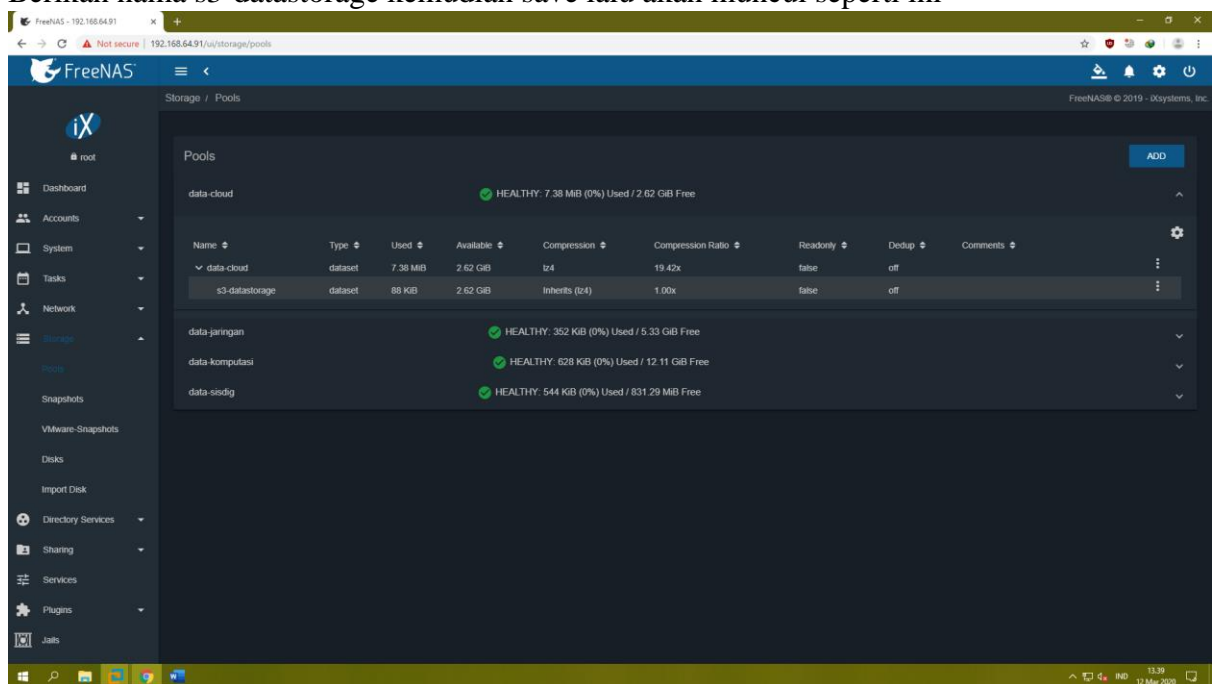 Berikan nama s3-datastorage kemudian save lalu akan muncul seperti ini
FreeNAS - 192.168.64.91
Not secure | 192.168.64.91/ui/storage/pools
FreeNAS
Storage / Pools
FreeNAS® © 2019 - iXsystems, Inc.
iX
root
Pools
ADD
Dashboard
data-cloud
HEALTHY: 7.38 MiB (0%) Used / 2.62 GiB Free
Accounts
System
Name Type Used Available Compression Compression Ratio Readonly Dedup Comments
data-cloud dataset 7.38 MiB 2.62 GiB lz4 19.42x false off
Tasks
s3-datastorage dataset 88 KiB 2.62 GiB Inherits (lz4) 1.00x false off
Network
data-jaringan HEALTHY: 352 KiB (0%) Used / 5.33 GiB Free
Storage
data-komputasi HEALTHY: 628 KiB (0%) Used / 12.11 GiB Free
Pools
data-sisdig HEALTHY: 544 KiB (0%) Used / 831.29 MiB Free
Snapshots
VMware-Snapshots
Disks
Import Disk
Directory Services
Sharing
Services
Plugins
Jails
IND
13.39
12 Mar 2020